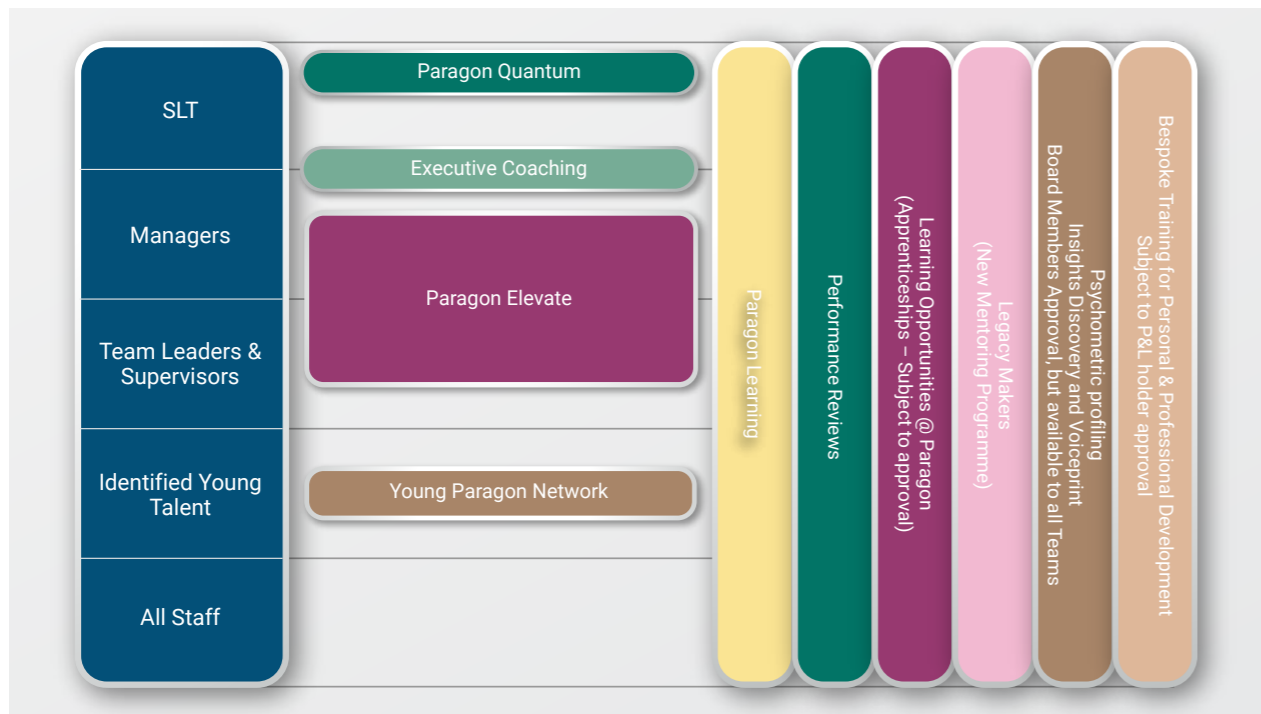 SLT
Managers
Team Leaders &
Supervisors
Identified Young
Talent
All Staff
Paragon Quantum
Executive Coaching
Paragon Elevate
Young Paragon Network
Paragon Learning
Performance Reviews
Learning Opportunities @ Paragon
(Apprenticeships – Subject to approval)
Legacy Makers
(New Mentoring Programme)
Psychometric profiling
Insights Discovery and Voiceprint
Board Members Approval, but available to all Teams
Bespoke Training for Personal & Professional Development
Subject to P&L holder approval